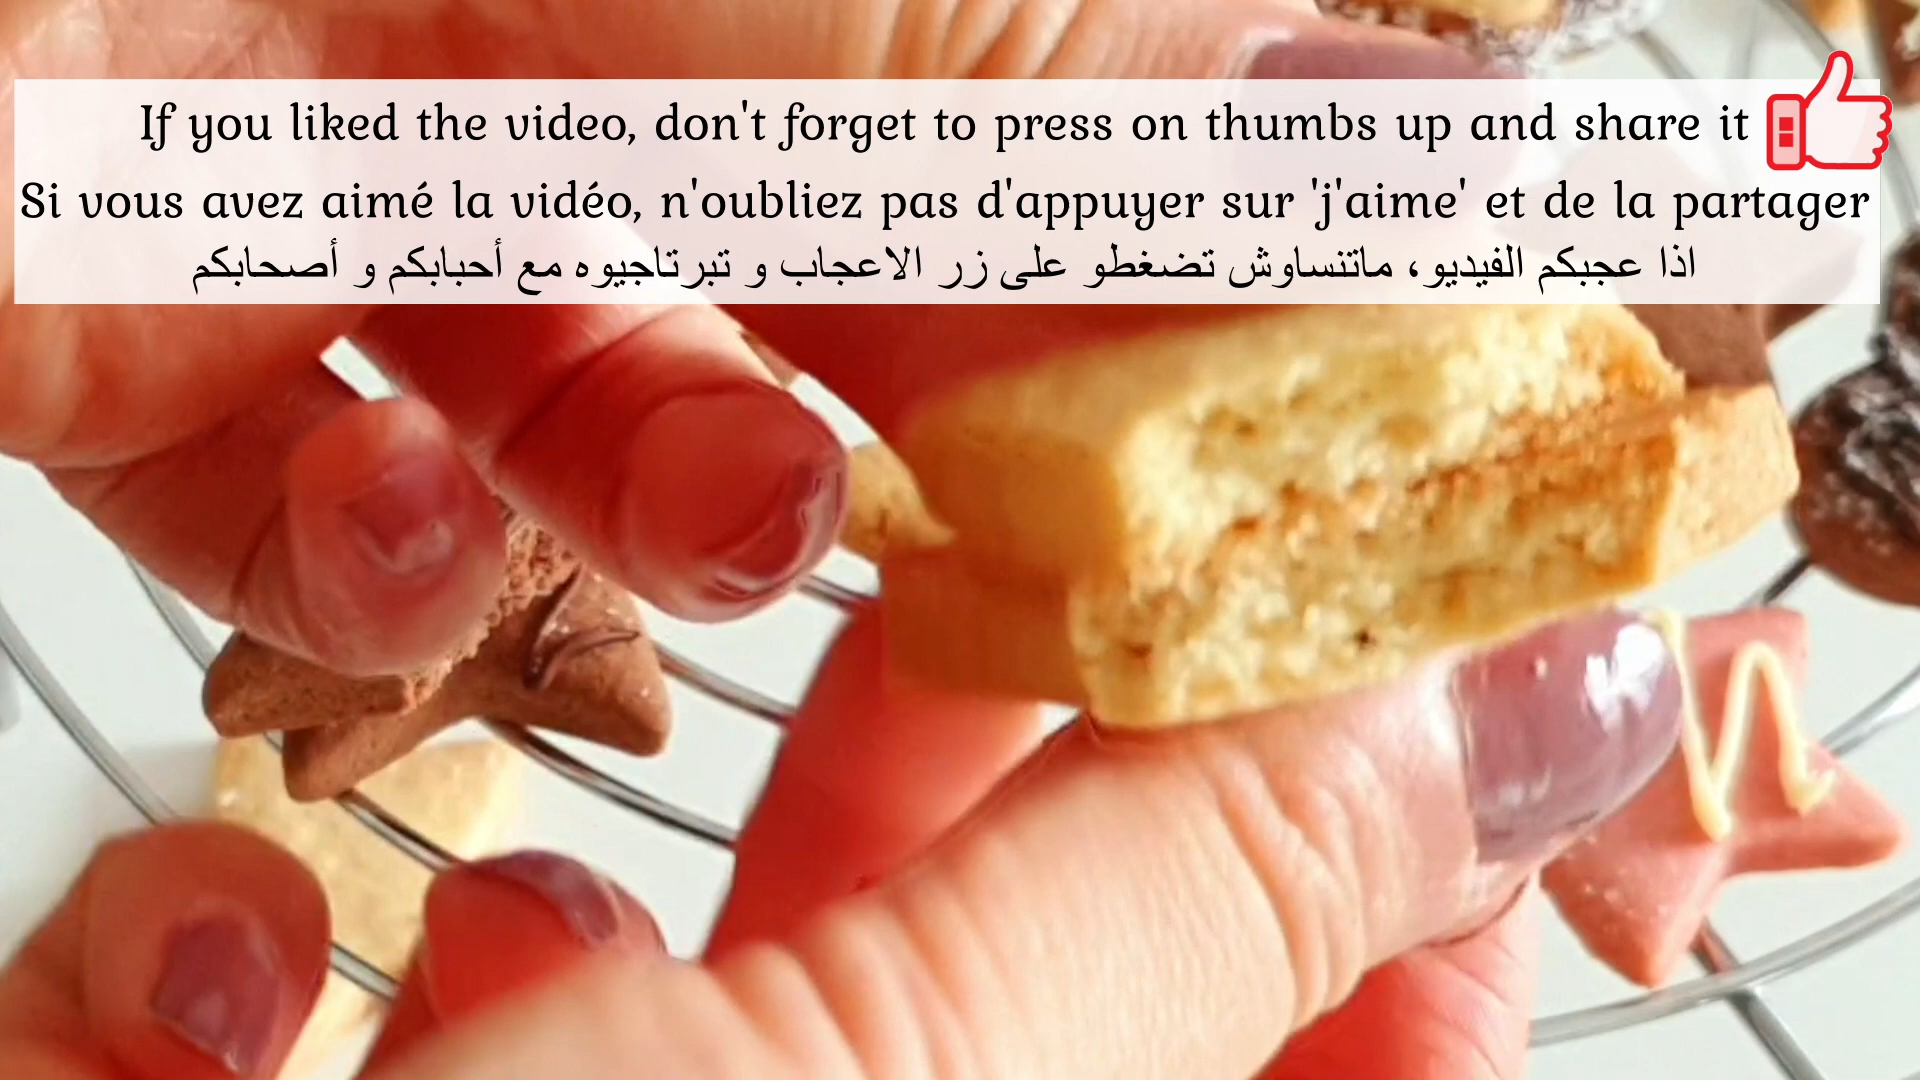 If you liked the video, don't forget to press on thumbs up and share it
Si vous avez aimé la vidéo, n'oubliez pas d'appuyer sur 'j'aime' et de la partager
اذا عجبكم الفيديو، ماتنساوش تضغطو على زر الاعجاب و تبرتاجيوه مع أحبابكم و أصحابكم